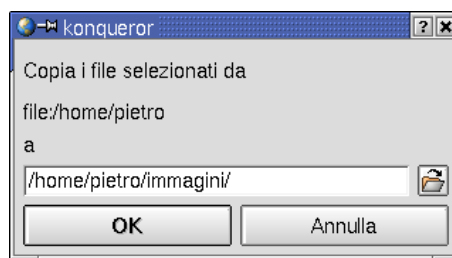 konqueror
Copia i file selezionati da
file:/home/pietro
a
/home/pietro/immagini/
OK
Annulla